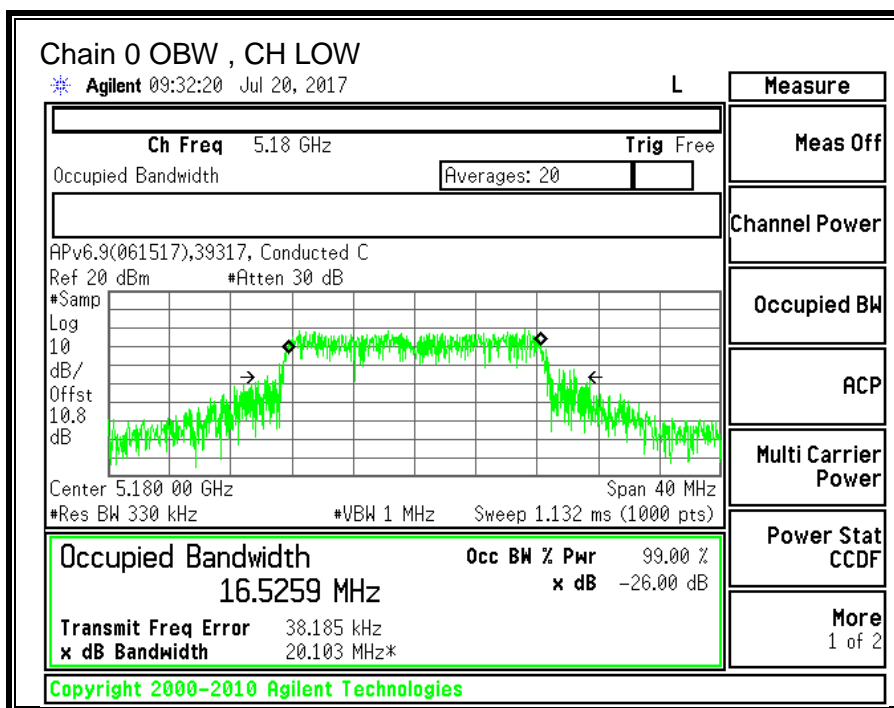 Chain 0 OBW , CH LOW
Agilent 09:32:20 Jul 20, 2017 L
Measure
Ch Freq 5.18 GHz Trig Free
Occupied Bandwidth Averages: 20
APv6.9(061517),39317, Conducted C
Ref 20 dBm #Atten 30 dB
#Samp
Log
10
dB/
Offst
10.8
dB
Center 5.180 00 GHz Span 40 MHz
#Res BW 330 kHz #VBW 1 MHz Sweep 1.132 ms (1000 pts)
Occupied Bandwidth Occ BW % Pwr 99.00 %
16.5259 MHz x dB -26.00 dB
Transmit Freq Error 38.185 kHz
x dB Bandwidth 20.103 MHz*
Meas Off
Channel Power
Occupied BW
ACP
Multi Carrier
Power
Power Stat
CCDF
More
1 of 2
Copyright 2000-2010 Agilent Technologies